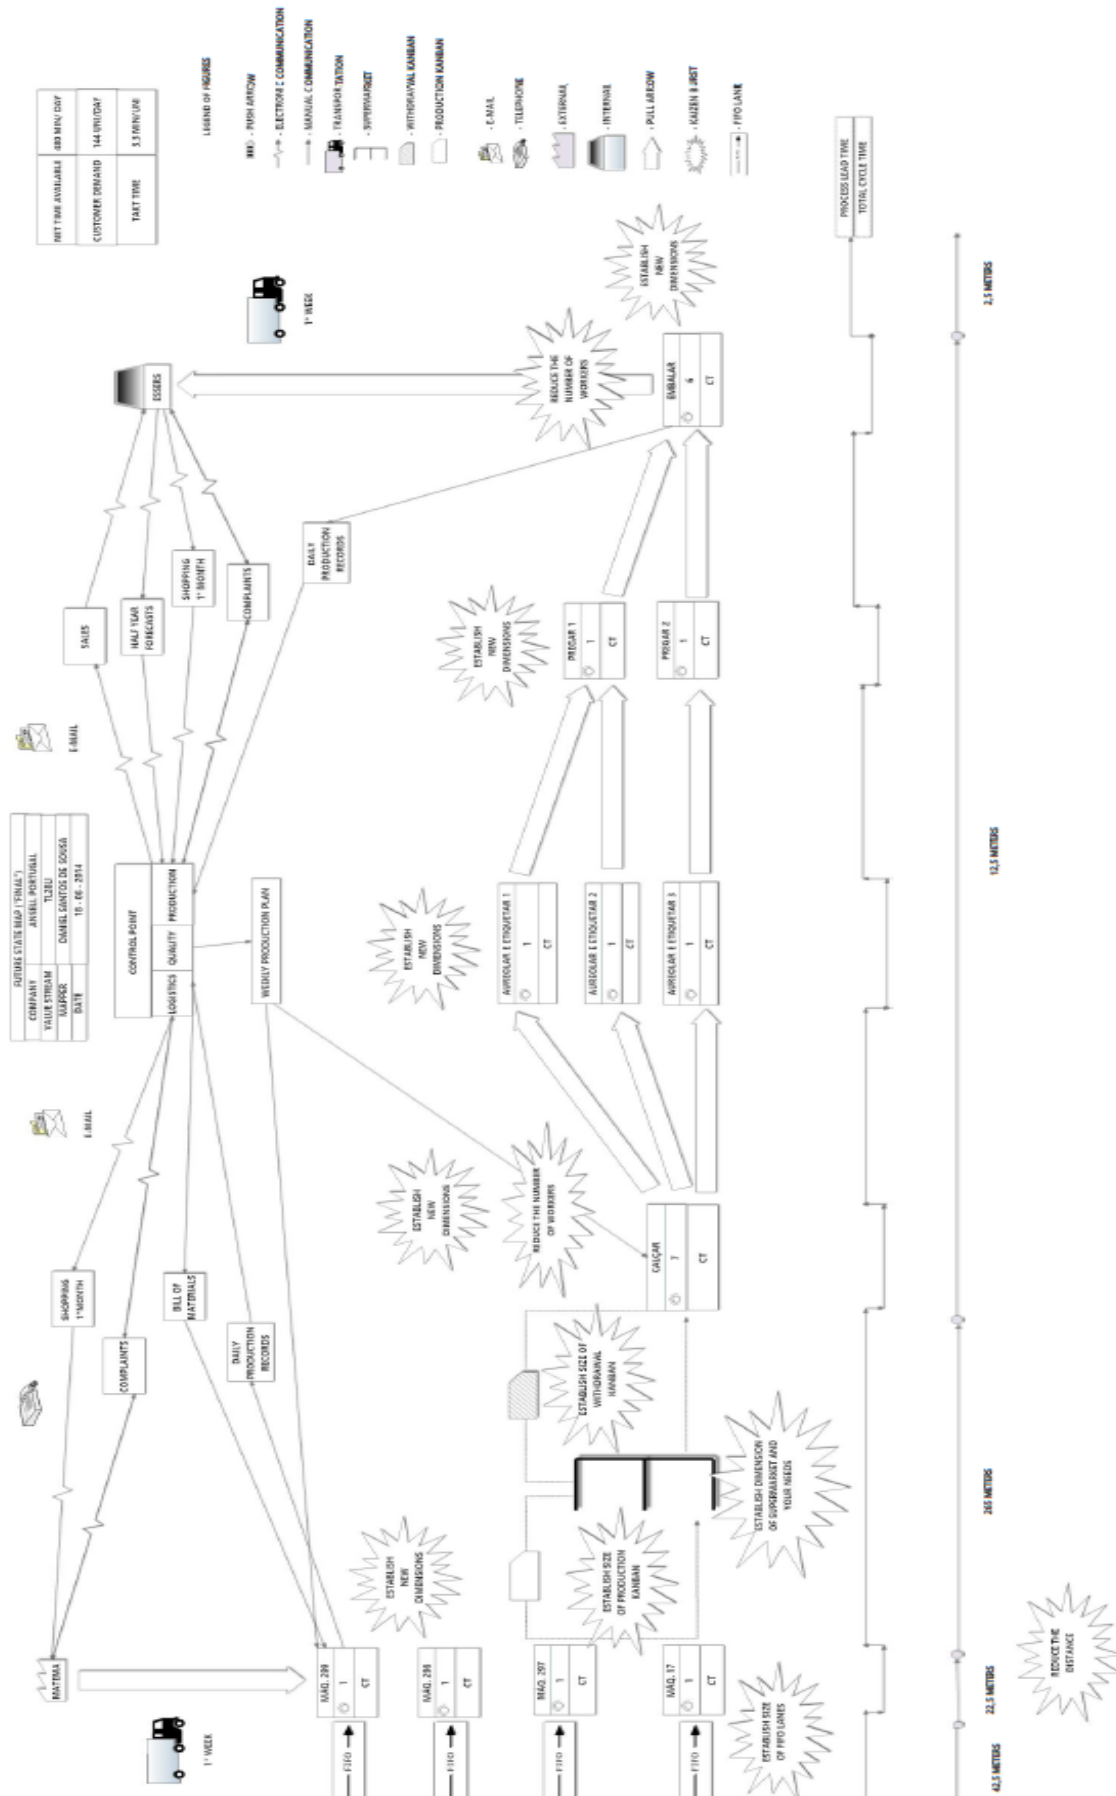 FUTURE STATE MAP ("FINAL")
COMPANY
ANSELL PORTUGAL
VALUE STREAM
MAPPER
DANIEL SANTOS DE SOUSA
DATE
18 - 06 - 2014
NET TIME AVAILABLE
480 MIN/ DAY
CUSTOMER DEMAND
144 UNI/DAY
TAKT TIME
3,3 MIN/ UNI
LEGEND OF FIGURES
- PUSH ARROW
- ELECTRONIC COMMUNICATION
- MANUAL COMMUNICATION
- TRANSPORTATION
- SUPERMARKET
- WITHDRAYVAL KANBAN
- PRODUCTION KANBAN
- E-MAIL
- TELEPHONE
- EXTERNAL
- INTERNAL
- PULL ARROW
- KAIZEN BURST
- FIFO LANE
E-MAIL
E-MAIL
MATEMA
1ª WEEK
SHOPPING
1ª MONTH
COMPLAINTS
BILL OF
MATERIALS
DAILY
PRODUCTION
RECORDS
CONTROL POINT
LOGISTICS
QUALITY
PRODUCTION
WEEKLY PRODUCTION PLAN
SALES
HALF YEAR
FORECASTS
SHOPPING
1ª MONTH
COMPLAINTS
DAILY
PRODUCTION
RECORDS
ESSERS
1ª WEEK
FIFO
FIFO
FIFO
FIFO
MAQ. 299
1
CT
MAQ. 298
1
CT
MAQ. 297
1
CT
MAQ. 17
1
CT
ESTABLISH SIZE
OF FIFO LANES
ESTABLISH
NEW
DIMENSIONS
ESTABLISH SIZE
OF PRODUCTION
KANBAN
ESTABLISH SIZE OF
WITHDRAWAL
KANBAN
ESTABLISH DIMENSION
OF SUPERMARKET AND
YOUR NEEDS
ESTABLISH
NEW
DIMENSIONS
REDUCE THE NUMBER
OF WORKERS
CALÇAR
7
CT
ESTABLISH
NEW
DIMENSIONS
AUREOLAR E ETIQUETAR 1
1
CT
AUREOLAR E ETIQUETAR 2
1
CT
AUREOLAR E ETIQUETAR 3
1
CT
ESTABLISH
NEW
DIMENSIONS
PREGAR 1
1
CT
PREGAR 2
1
CT
REDUCE THE
NUMBER OF
WORKERS
ESTABLISH
NEW
DIMENSIONS
EMBALAR
6
CT
PROCESS LEAD TIME
TOTAL CYCLE TIME
42,5 METERS
22,5 METERS
265 METERS
12,5 METERS
2,5 METERS
REDUCE THE
DISTANCE